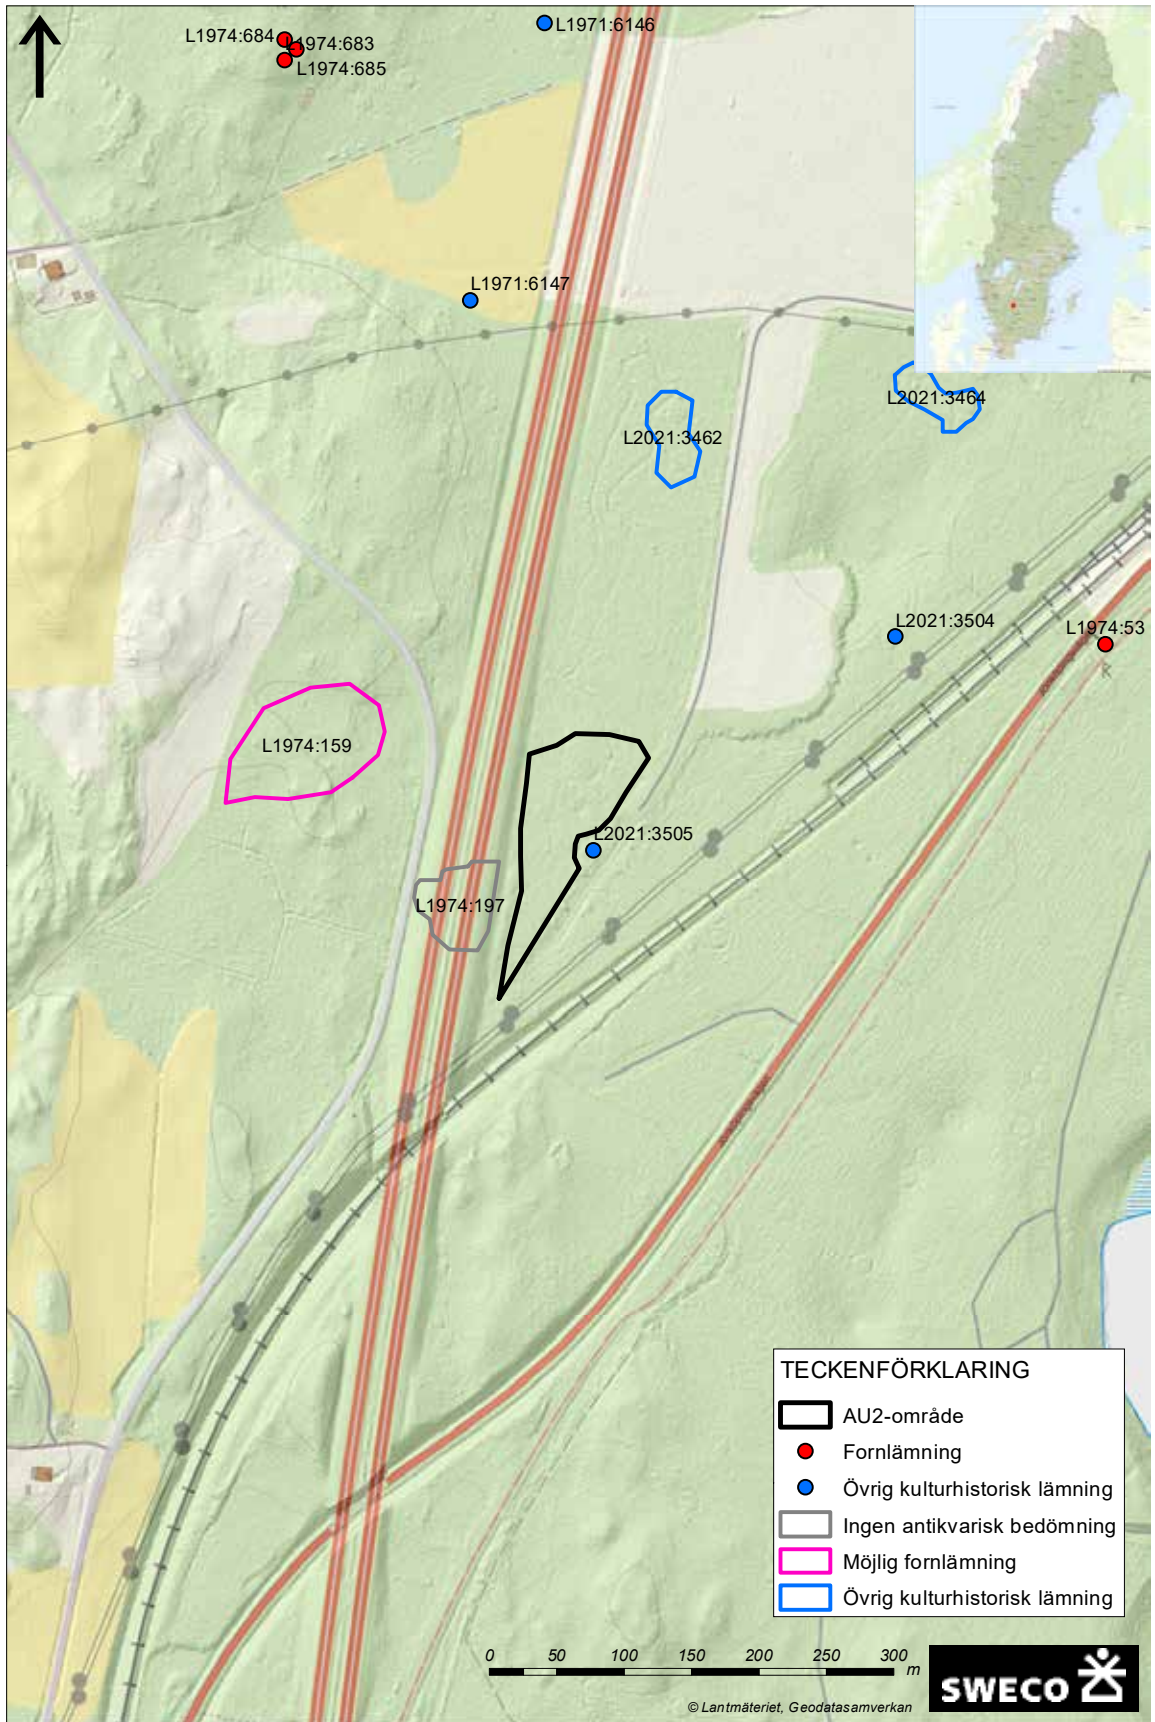 L1974:684
L1974:683
L1974:685
L1971:6146
L1971:6147
L2021:3464
L2021:3462
L2021:3504
L1974:53
R
L1974:159
L2021:3505
L1974:197
TECKENFÖRKLARING
AU2-område
Fornlämning
Övrig kulturhistorisk lämning
Ingen antikvarisk bedömning
Möjlig fornlämning
Övrig kulturhistorisk lämning
0 50 100 150 200 250 300
m
© Lantmäteriet, Geodatasamverkan
SWECO